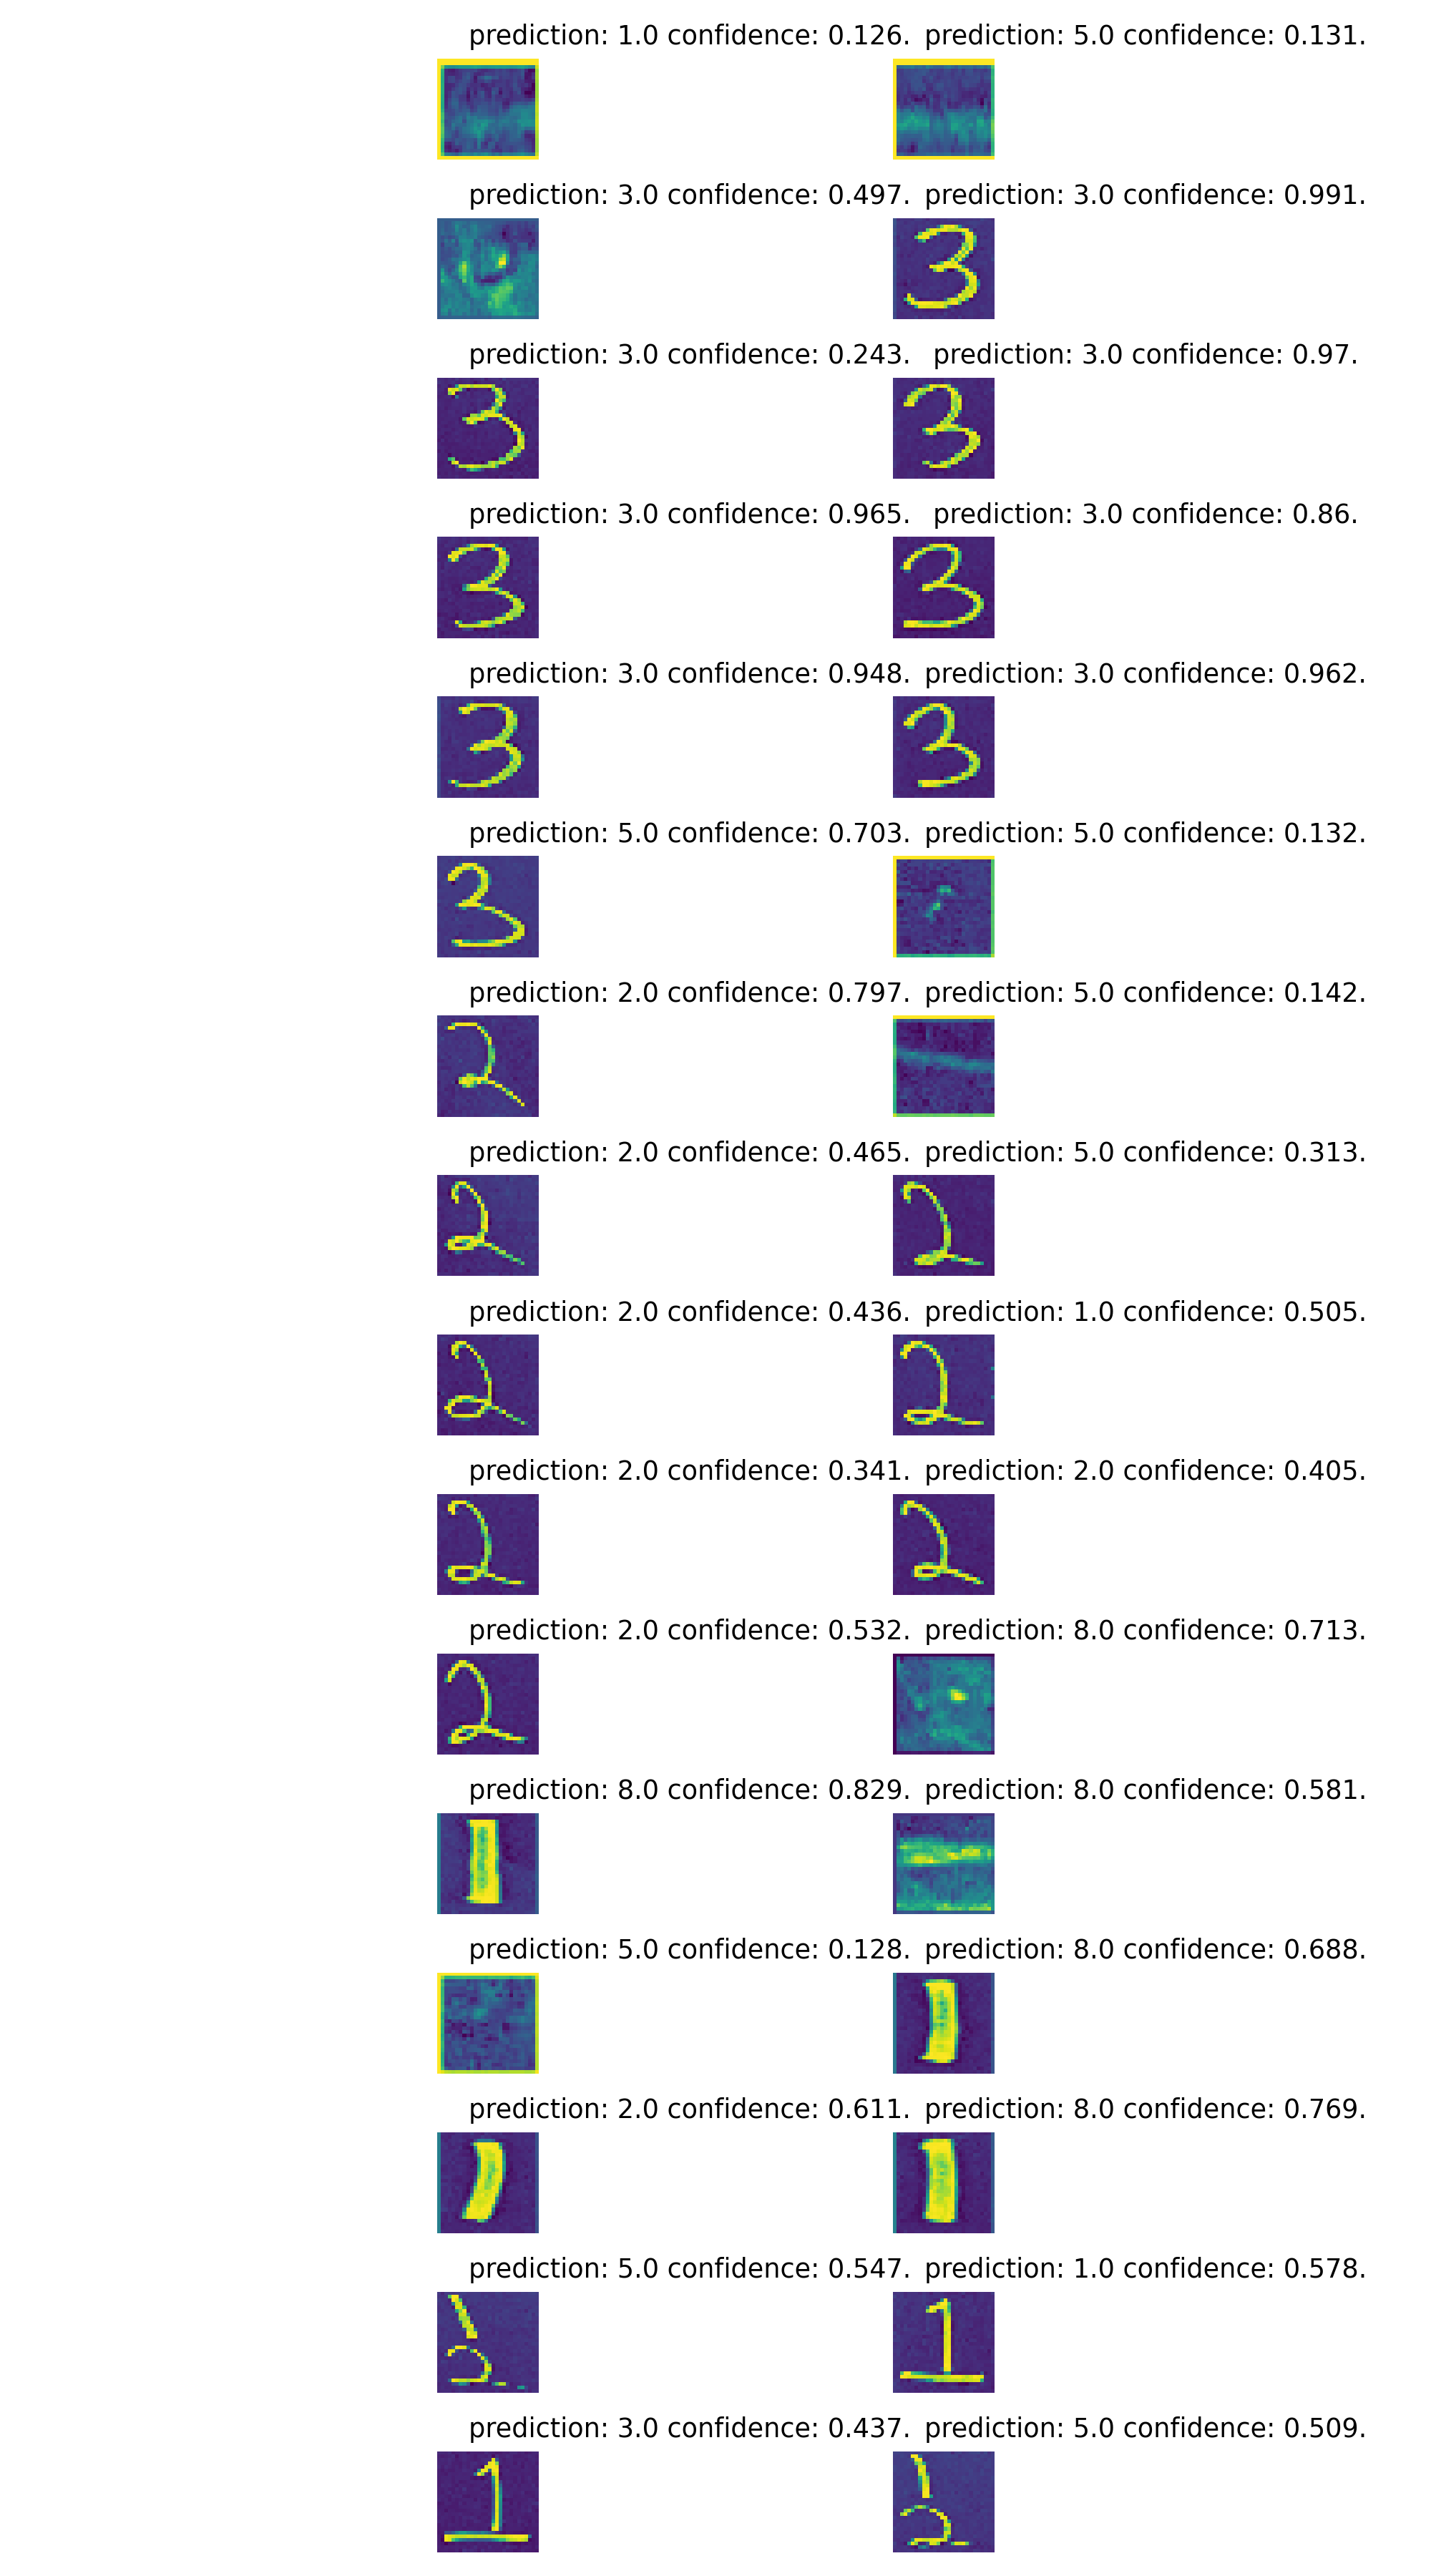 prediction: 1.0 confidence: 0.126. prediction: 5.0 confidence: 0.131.
prediction: 3.0 confidence: 0.497. prediction: 3.0 confidence: 0.991.
3
prediction: 3.0 confidence: 0.243. prediction: 3.0 confidence: 0.97.
3 3
prediction: 3.0 confidence: 0.965. prediction: 3.0 confidence: 0.86.
3 3
prediction: 3.0 confidence: 0.948. prediction: 3.0 confidence: 0.962.
3 3
prediction: 5.0 confidence: 0.703. prediction: 5.0 confidence: 0.132.
3
prediction: 2.0 confidence: 0.797. prediction: 5.0 confidence: 0.142.
2
prediction: 2.0 confidence: 0.465. prediction: 5.0 confidence: 0.313.
2 2
prediction: 2.0 confidence: 0.436. prediction: 1.0 confidence: 0.505.
2 2
prediction: 2.0 confidence: 0.341. prediction: 2.0 confidence: 0.405.
2 2
prediction: 2.0 confidence: 0.532. prediction: 8.0 confidence: 0.713.
2
prediction: 8.0 confidence: 0.829. prediction: 8.0 confidence: 0.581.
1
prediction: 5.0 confidence: 0.128. prediction: 8.0 confidence: 0.688.
1
prediction: 2.0 confidence: 0.611. prediction: 8.0 confidence: 0.769.
1
prediction: 5.0 confidence: 0.547. prediction: 1.0 confidence: 0.578.
1
prediction: 3.0 confidence: 0.437. prediction: 5.0 confidence: 0.509.
1